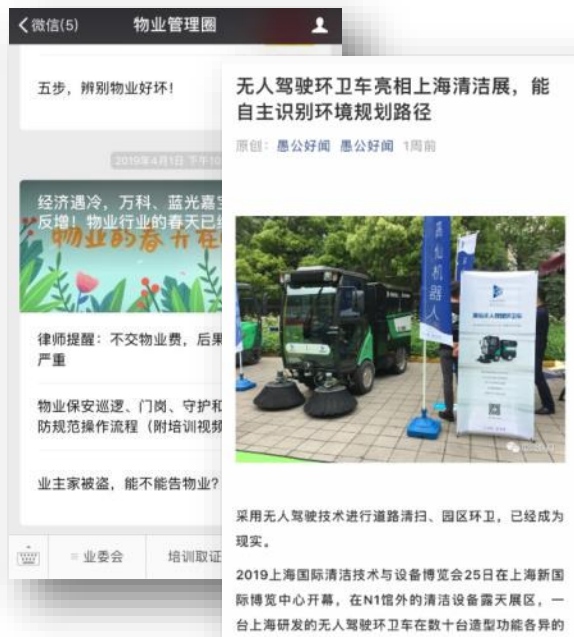 微信(5)
物业管理圈
五步，辨别物业好坏！
2019年4月1日 下午10
经济遇冷，万科、蓝光嘉
反增！物业行业的春天已
物业的春
律师提醒：不交物业费，后果
严重
物业保安巡逻、门岗、守护和
防规范操作流程（附培训视频
业主家被盗，能不能告物业？
业委会
培训取证
无人驾驶环卫车亮相上海清洁展，能
自主识别环境规划路径
原创：愚公好闻 愚公好闻 1周前
仙机器人
采用无人驾驶技术进行道路清扫、园区环卫，已经成为
现实。
2019上海国际清洁技术与设备博览会25日在上海新国
际博览中心开幕，在N1馆外的清洁设备露天展区，一
台上海研发的无人驾驶环卫车在数十台造型功能各异的